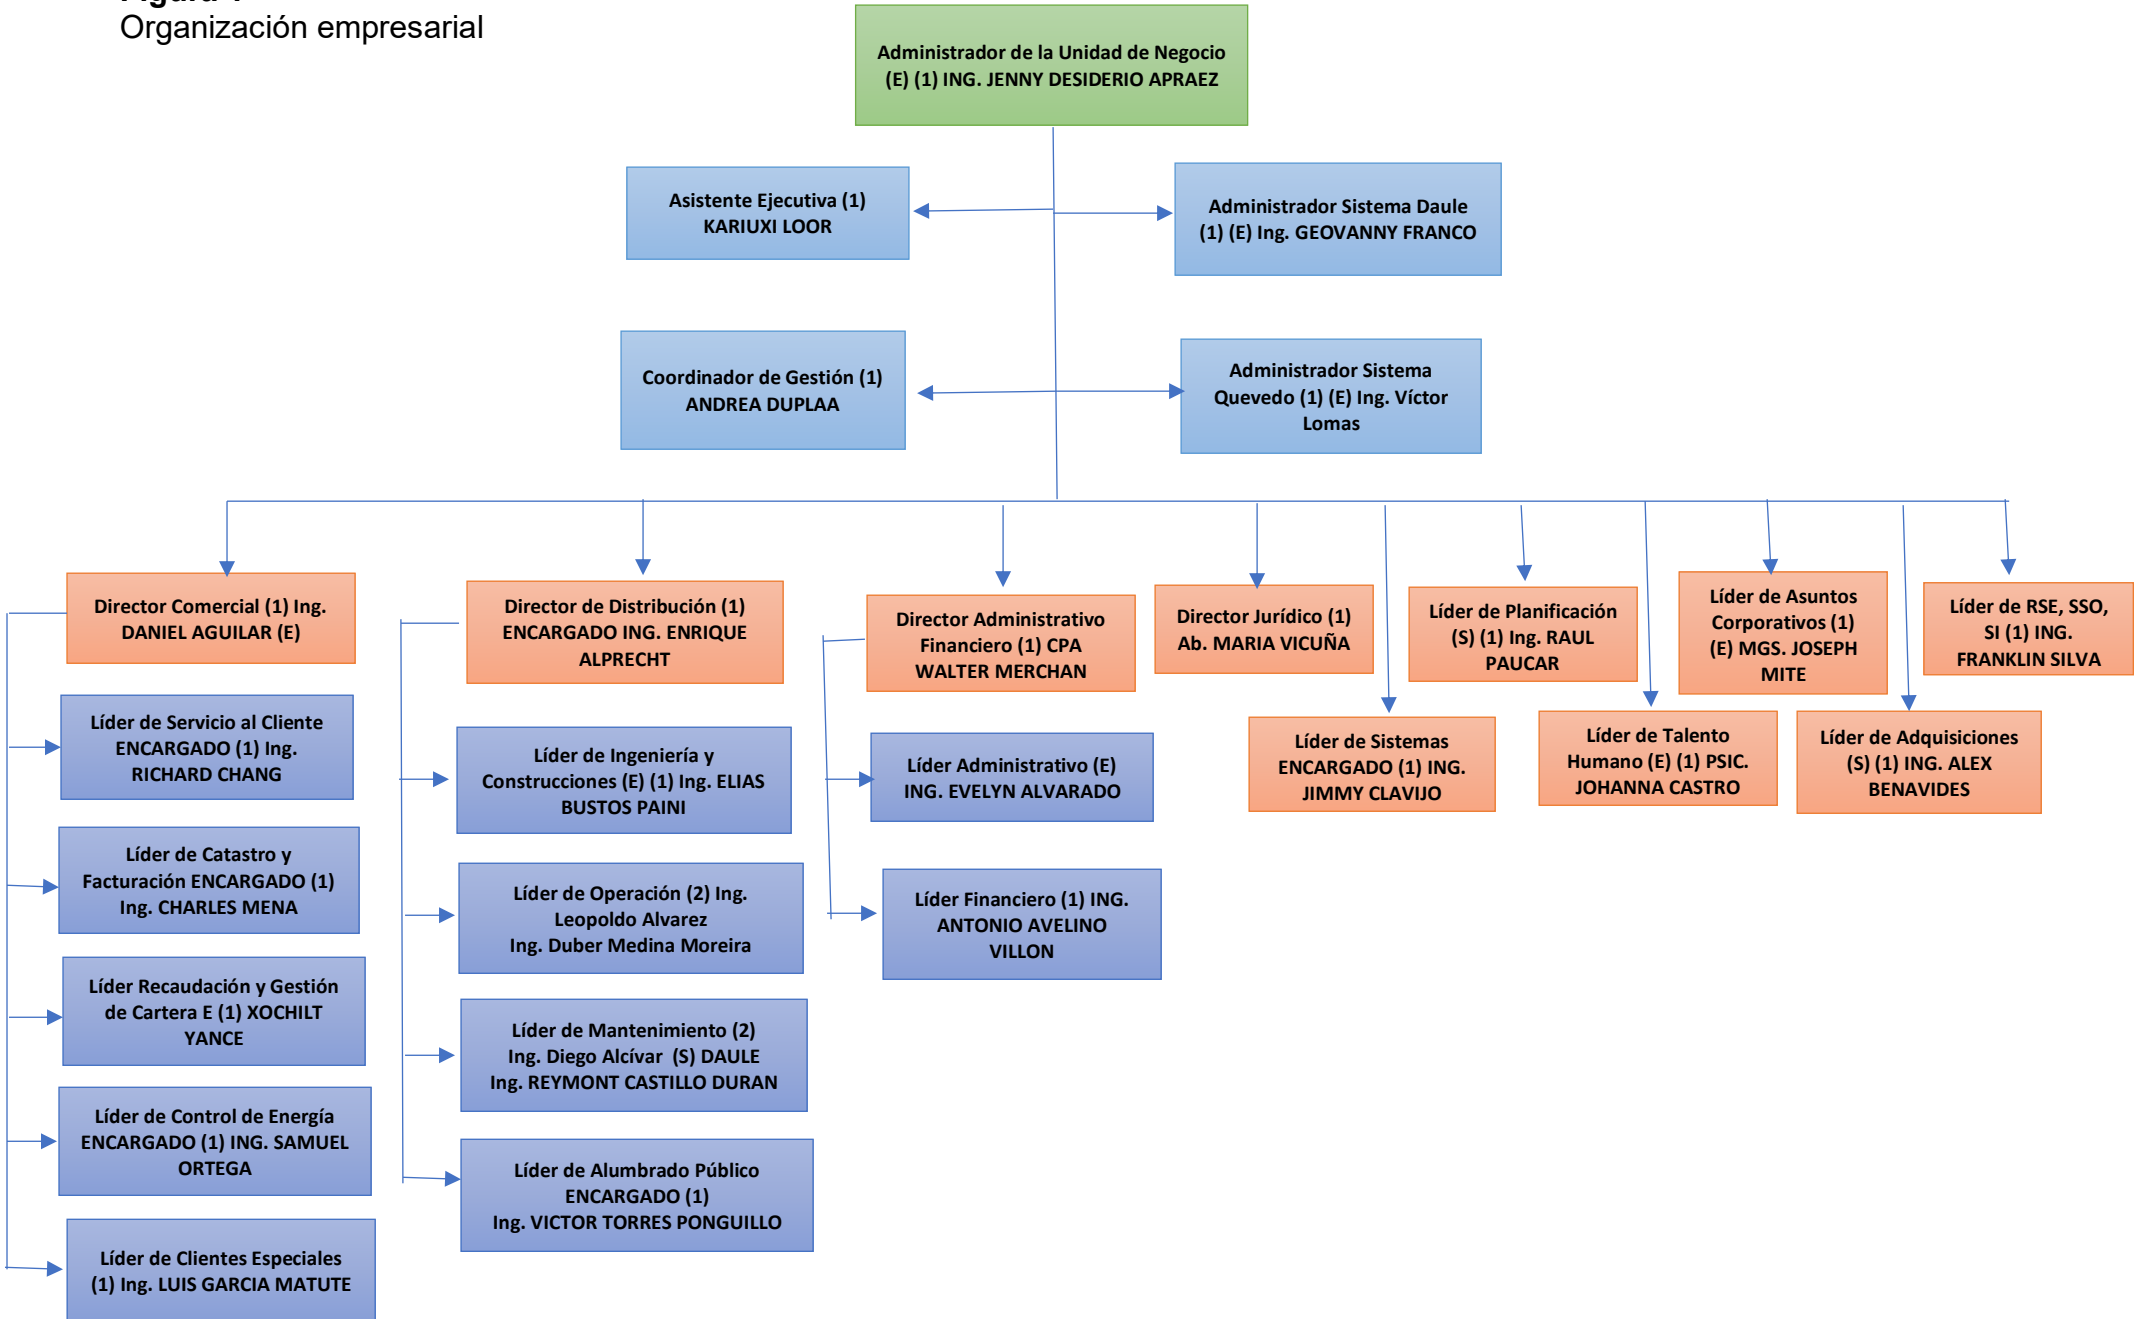 Organización empresarial
Administrador de la Unidad de Negocio
(E) (1) ING. JENNY DESIDERIO APRAEZ
Asistente Ejecutiva (1)
KARIUXI LOOR
Administrador Sistema Daule
(1) (E) Ing. GEOVANNY FRANCO
Coordinador de Gestión (1)
ANDREA DUPLAA
Administrador Sistema
Quevedo (1) (E) Ing. Víctor
Lomas
Director Comercial (1) Ing.
DANIEL AGUILAR (E)
Director de Distribución (1)
ENCARGADO ING. ENRIQUE
ALPRECHT
Director Administrativo
Financiero (1) CPA
WALTER MERCHAN
Director Jurídico (1)
Ab. MARIA VICUÑA
Líder de Planificación
(S) (1) Ing. RAUL
PAUCAR
Líder de Asuntos
Corporativos (1)
(E) MGS. JOSEPH
MITE
Líder de RSE, SSO,
SI (1) ING.
FRANKLIN SILVA
Líder de Sistemas
ENCARGADO (1) ING.
JIMMY CLAVIJO
Líder de Talento
Humano (E) (1) PSIC.
JOHANNA CASTRO
Líder de Adquisiciones
(S) (1) ING. ALEX
BENAVIDES
Líder de Servicio al Cliente
ENCARGADO (1) Ing.
RICHARD CHANG
Líder de Catastro y
Facturación ENCARGADO (1)
Ing. CHARLES MENA
Líder Recaudación y Gestión
de Cartera E (1) XOCHILT
YANCE
Líder de Control de Energía
ENCARGADO (1) ING. SAMUEL
ORTEGA
Líder de Clientes Especiales
(1) Ing. LUIS GARCIA MATUTE
Líder de Ingeniería y
Construcciones (E) (1) Ing. ELIAS
BUSTOS PAINI
Líder de Operación (2) Ing.
Leopoldo Alvarez
Ing. Duber Medina Moreira
Líder de Mantenimiento (2)
Ing. Diego Alcívar  (S) DAULE
Ing. REYMONT CASTILLO DURAN
Líder de Alumbrado Público
ENCARGADO (1)
Ing. VICTOR TORRES PONGUILLO
Líder Administrativo (E)
ING. EVELYN ALVARADO
Líder Financiero (1) ING.
ANTONIO AVELINO
VILLON